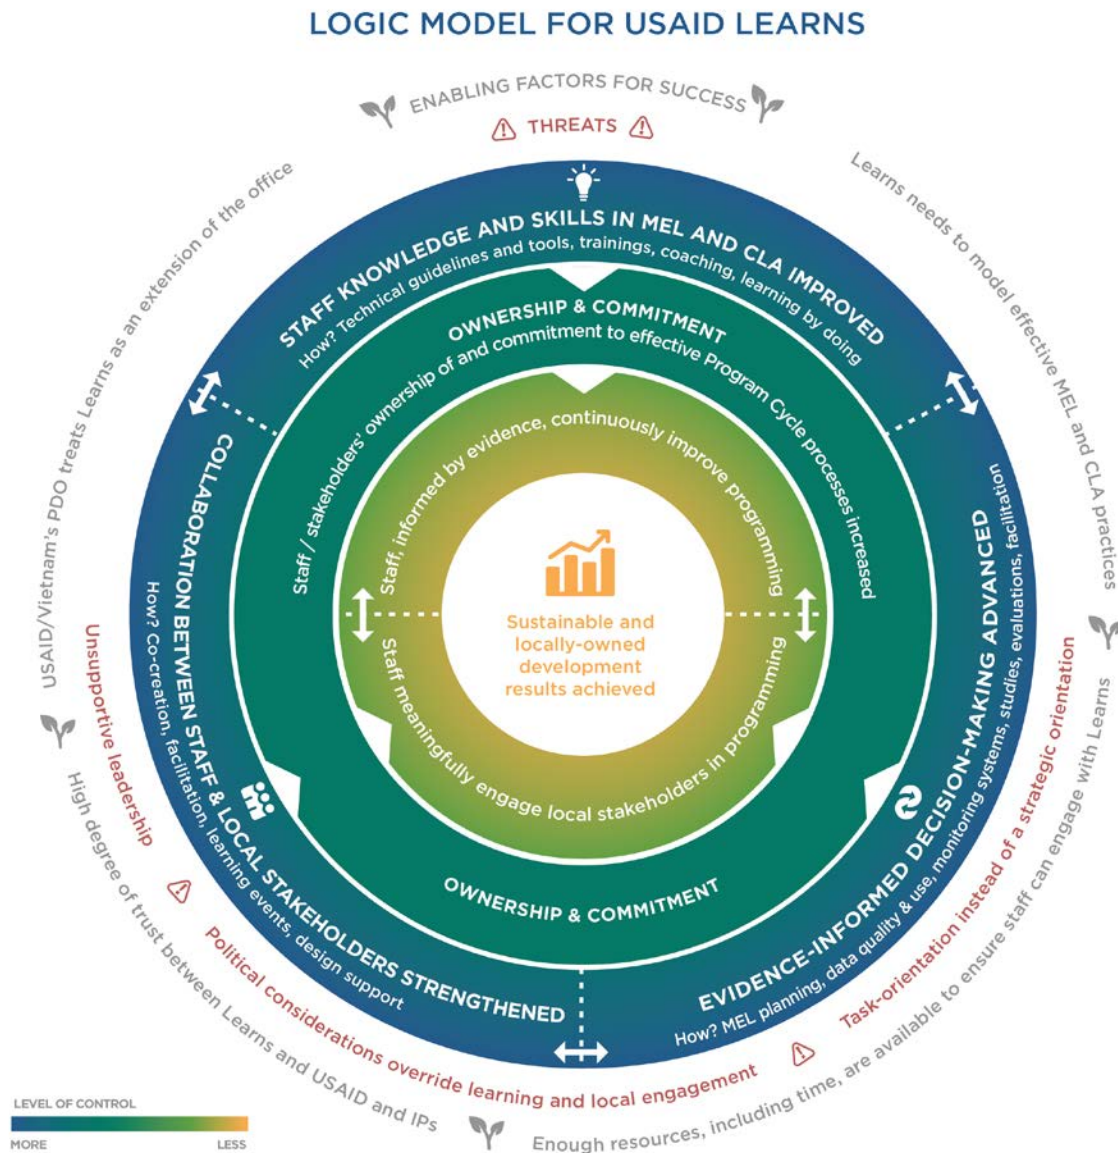 LOGIC MODEL FOR USAID LEARNS
ENABLING FACTORS FOR SUCCESS
THREATS
USAID/Vietnam's PDO treats Learns as an extension of the office
Learns needs to model effective MEL and CLA practices
STAFF KNOWLEDGE AND SKILLS IN MEL AND CLA IMPROVED
How? Technical guidelines and tools, trainings, coaching, learning by doing
OWNERSHIP & COMMITMENT
Staff / stakeholders' ownership of and commitment to effective Program Cycle processes increased
Staff, informed by evidence, continuously improve programming
Sustainable and
locally-owned
development
results achieved
Staff meaningfully engage local stakeholders in programming
OWNERSHIP & COMMITMENT
COLLABORATION BETWEEN STAFF & LOCAL STAKEHOLDERS STRENGTHENED
How? Co-creation, facilitation, learning events, design support
EVIDENCE-INFORMED DECISION-MAKING ADVANCED
How? MEL planning, data quality & use, monitoring systems, studies, evaluations, facilitation
Unsupportive leadership
Political considerations override learning and local engagement
Task-orientation instead of a strategic orientation
High degree of trust between Learns and USAID and IPs
Enough resources, including time, are available to ensure staff can engage with Learns
LEVEL OF CONTROL
MORE LESS